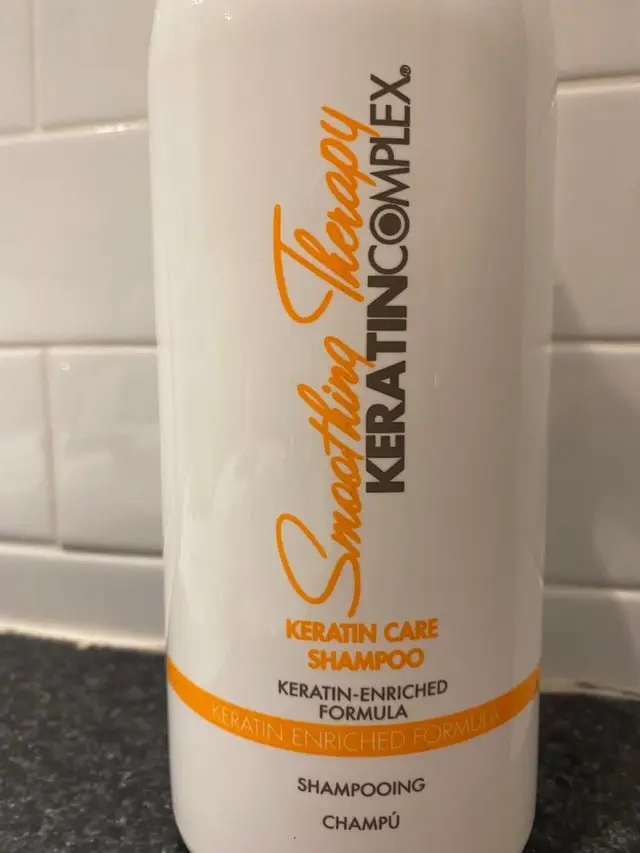 Smoothing Therapy
KERATINCOMPLEX®
KERATIN CARE
SHAMPOO
KERATIN-ENRICHED
FORMULA
KERATIN ENRICHED FORMULA
SHAMPOOING
CHAMPÚ